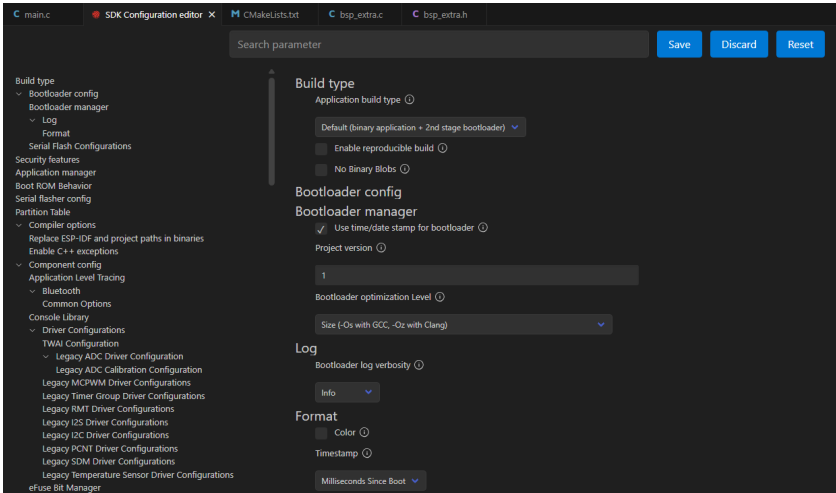 main.c
SDK Configuration editor
CMakeLists.txt
bsp_extra.c
bsp_extra.h
Search parameter
Save
Discard
Reset
Build type
Bootloader config
Bootloader manager
Log
Format
Serial Flash Configurations
Security features
Application manager
Boot ROM Behavior
Serial flasher config
Partition Table
Compiler options
Replace ESP-IDF and project paths in binaries
Enable C++ exceptions
Component config
Application Level Tracing
Bluetooth
Common Options
Console Library
Driver Configurations
TWAI Configuration
Legacy ADC Driver Configuration
Legacy ADC Calibration Configuration
Legacy MCPWM Driver Configurations
Legacy Timer Group Driver Configurations
Legacy RMT Driver Configurations
Legacy I2S Driver Configurations
Legacy I2C Driver Configurations
Legacy PCNT Driver Configurations
Legacy SDM Driver Configurations
Legacy Temperature Sensor Driver Configurations
eFuse Bit Manager
Build type
Application build type
Default (binary application + 2nd stage bootloader)
Enable reproducible build
No Binary Blobs
Bootloader config
Bootloader manager
Use time/date stamp for bootloader
Project version
1
Bootloader optimization Level
Size (-Os with GCC, -Oz with Clang)
Log
Bootloader log verbosity
Info
Format
Color
Timestamp
Milliseconds Since Boot